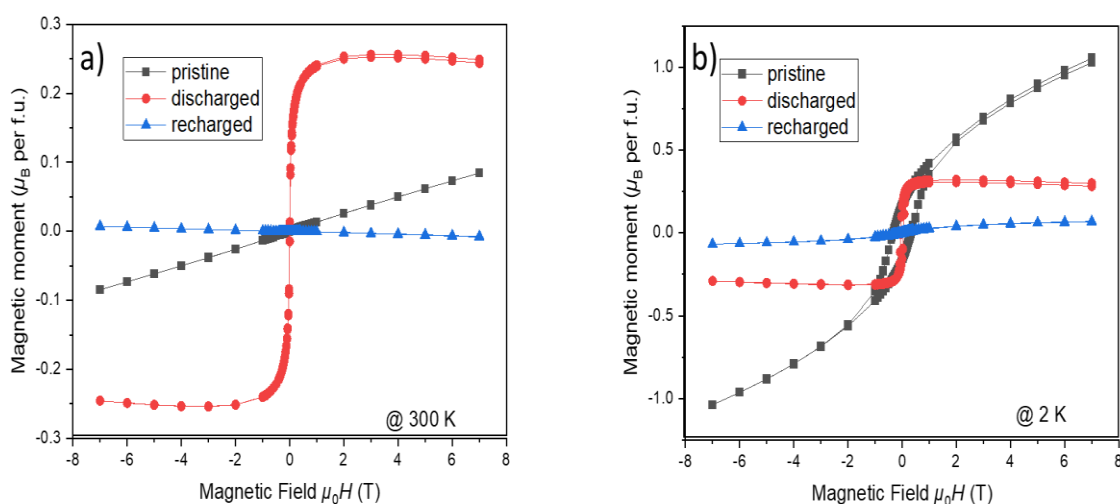 a)
pristine
discharged
recharged
Magnetic moment (μB per f.u.)
0.3
0.2
0.1
0.0
-0.1
-0.2
-0.3
@ 300 K
-8 -6 -4 -2 0 2 4 6 8
Magnetic Field μ0H (T)
b)
pristine
discharged
recharged
Magnetic moment (μB per f.u.)
1.0
0.5
0.0
-0.5
-1.0
@ 2 K
-8 -6 -4 -2 0 2 4 6 8
Magnetic Field μ0H (T)